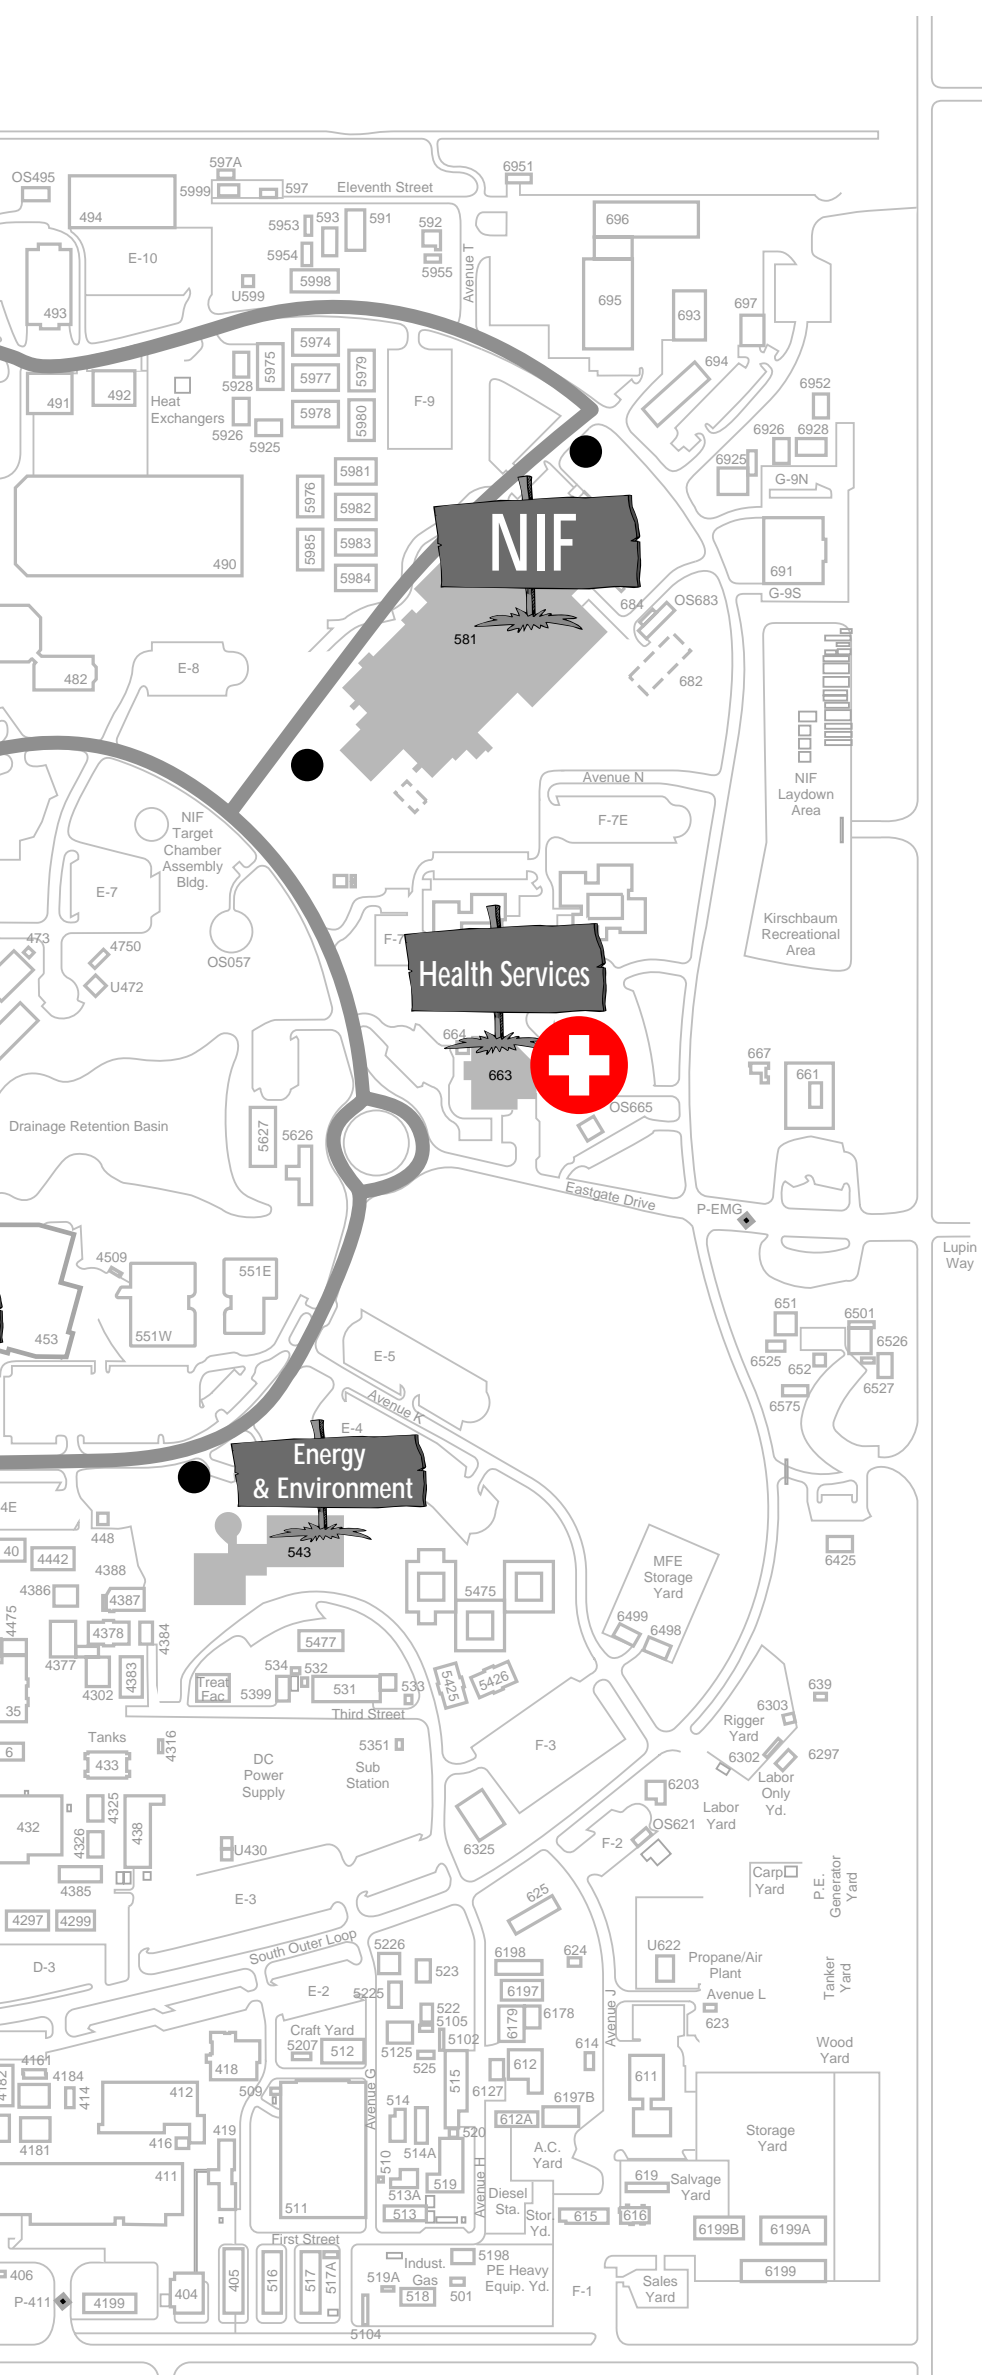 597A
6951
OS495
5999
597
Eleventh Street
494
696
5953
593
591
592
E-10
5954
5955
Avenue T
U599
5998
493
695
693
697
5974
5975
5979
694
5928
5977
491
492
Heat
Exchangers
F-9
6952
5978
5980
5926
5925
6926
6928
6925
5981
G-9N
5976
5982
NIF
5985
5983
490
691
5984
G-9S
684
OS683
581
482
E-8
682
Avenue N
NIF
Laydown
Area
NIF
Target
Chamber
Assembly
Bldg.
F-7E
E-7
Kirschbaum
Recreational
Area
473
4750
F-7
OS057
Health Services
U472
664
667
663
661
OS665
Drainage Retention Basin
5627
5626
Eastgate Drive
P-EMG
Lupin
Way
4509
551E
453
551W
651
6501
6526
6525
652
6527
E-5
6575
Avenue K
E-4
Energy
& Environment
4E
448
543
6425
40
4442
4388
MFE
Storage
Yard
4386
4387
5475
4475
6499
4378
4384
6498
4377
5477
4383
534
532
4302
Treat
Fac.
5399
531
533
5425
5426
639
35
Third Street
6303
Rigger
Yard
Tanks
4316
5351
F-3
6
6302
6297
433
DC
Power
Supply
Sub
Station
Labor
Only
Yd.
6203
4325
Labor
Yard
432
438
OS621
4326
U430
6325
F-2
4385
Carp
Yard
P.E.
Generator
Yard
E-3
625
4297
4299
South Outer Loop
5226
6198
624
U622
D-3
523
Propane/Air
Plant
Tanker
Yard
E-2
5225
6197
Avenue J
Avenue L
522
6179
6178
5105
623
Craft Yard
5207
512
5125
5102
614
Wood
Yard
4161
418
525
612
4182
4184
509
Avenue G
515
6127
611
414
412
514
6197B
612A
416
419
520
4181
514A
A.C.
Yard
Storage
Yard
411
510
Avenue H
619
Salvage
Yard
513A
519
Diesel
Sta.
511
513
Stor.
Yd.
615
616
6199B
6199A
First Street
406
405
516
517
517A
519A
Indust.
Gas
5198
PE Heavy
Equip. Yd.
6199
P-411
4199
404
518
501
F-1
Sales
Yard
5104